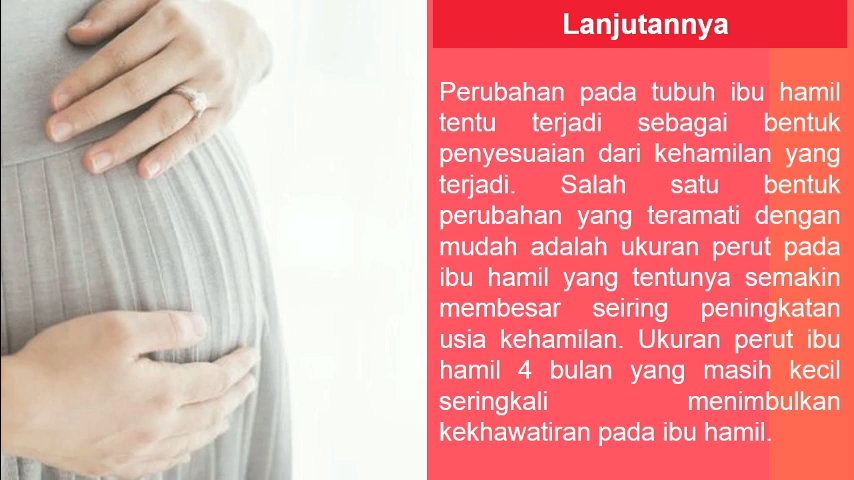 Lanjutannya
Perubahan pada tubuh ibu hamil
tentu terjadi sebagai bentuk
penyesuaian dari kehamilan yang
terjadi. Salah satu bentuk
perubahan yang teramati dengan
mudah adalah ukuran perut pada
ibu hamil yang tentunya semakin
membesar seiring peningkatan
usia kehamilan. Ukuran perut ibu
hamil 4 bulan yang masih kecil
seringkali menimbulkan
kekhawatiran pada ibu hamil.